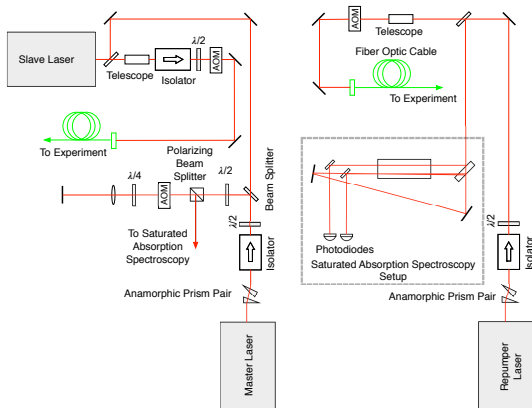 Slave Laser
Telescope
Isolator
λ/2
AOM
To Experiment
Polarizing
Beam
Splitter
λ/4
AOM
λ/2
Beam Splitter
To Saturated
Absorption
Spectroscopy
λ/2
Isolator
Anamorphic Prism Pair
Master Laser
AOM
Telescope
Fiber Optic Cable
To Experiment
Photodiodes
Saturated Absorption Spectroscopy
Setup
λ/2
Isolator
Anamorphic Prism Pair
Repumper
Laser